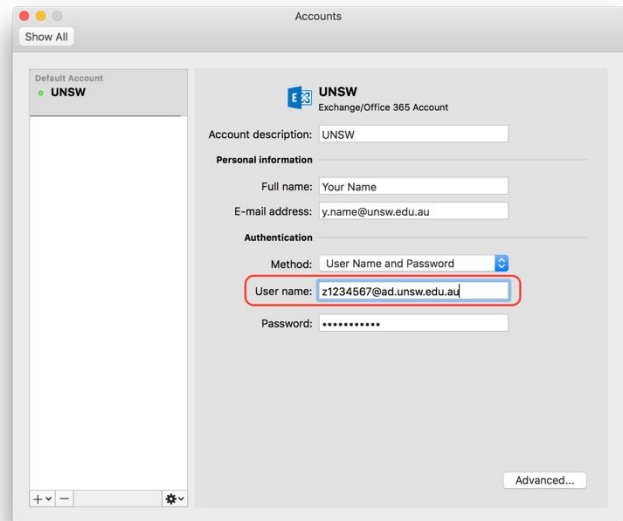 Accounts
Show All
Default Account
UNSW
UNSW
Exchange/Office 365 Account
Account description: UNSW
Personal information
Full name: Your Name
E-mail address: y.name@unsw.edu.au
Authentication
Method: User Name and Password
User name: z1234567@ad.unsw.edu.au
Password: •••••••••••
Advanced...